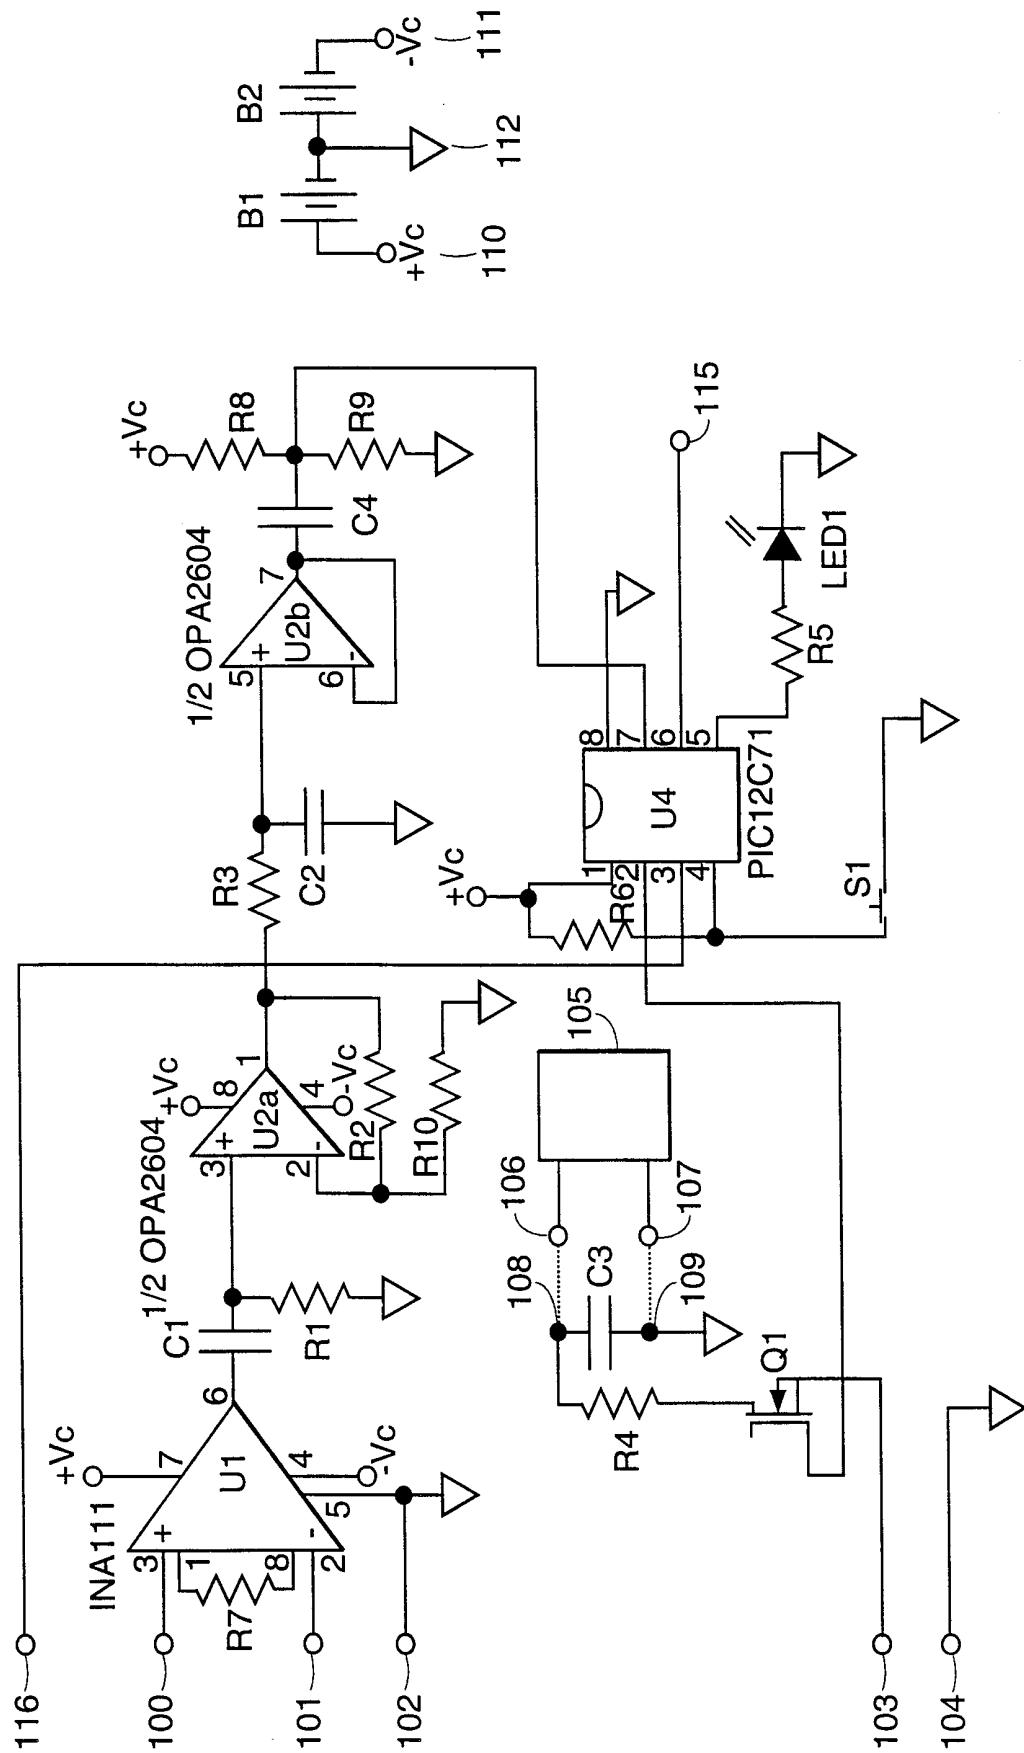 116
100
101
102
103
104
INA111
+Vc
3
+
1
R7
8
-
2
U1
7
6
4
-Vc
5
C1
R1
1/2 OPA2604
+Vc
3
+
8
U2a
1
2
-
4
-Vc
R2
R10
R3
C2
1/2 OPA2604
5
+
U2b
7
6
-
C4
+Vc
R8
R9
B1
B2
+Vc
-Vc
110
112
111
+Vc
R6
1
2
3
4
U4
8
7
6
5
PIC12C71
115
R5
LED1
S1
105
106
107
108
109
C3
R4
Q1